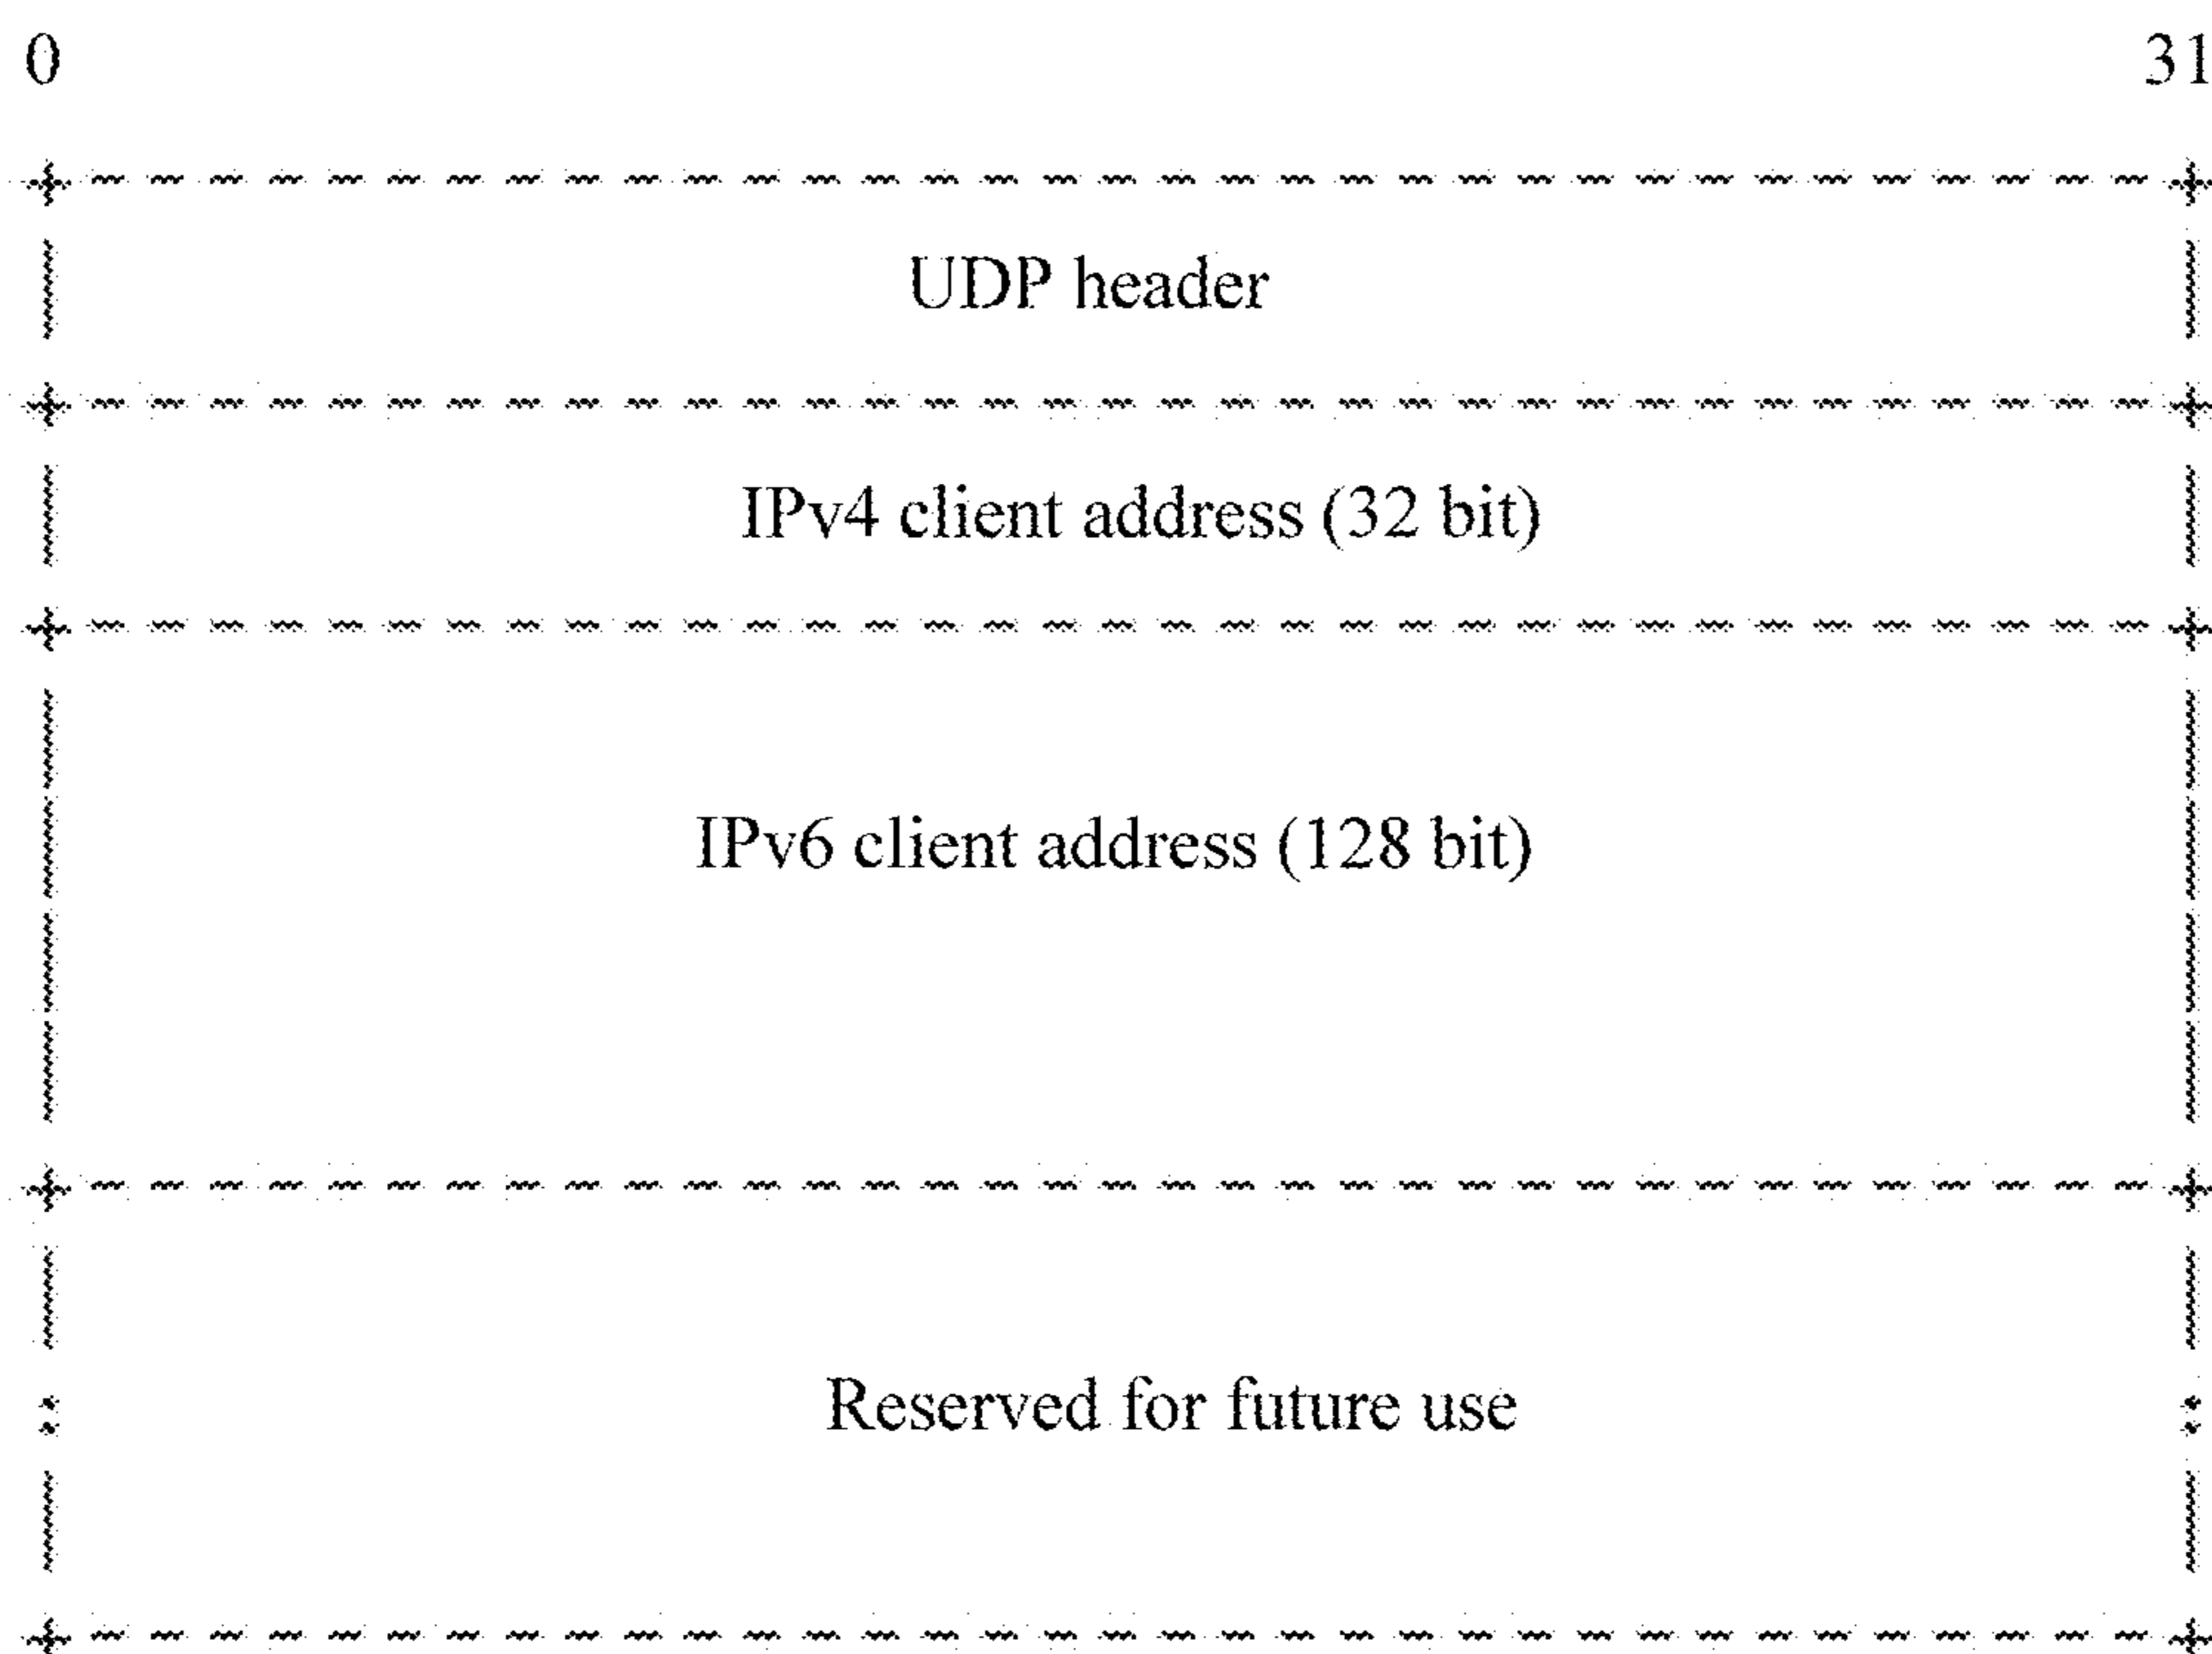 0 31
UDP header
IPv4 client address (32 bit)
IPv6 client address (128 bit)
Reserved for future use